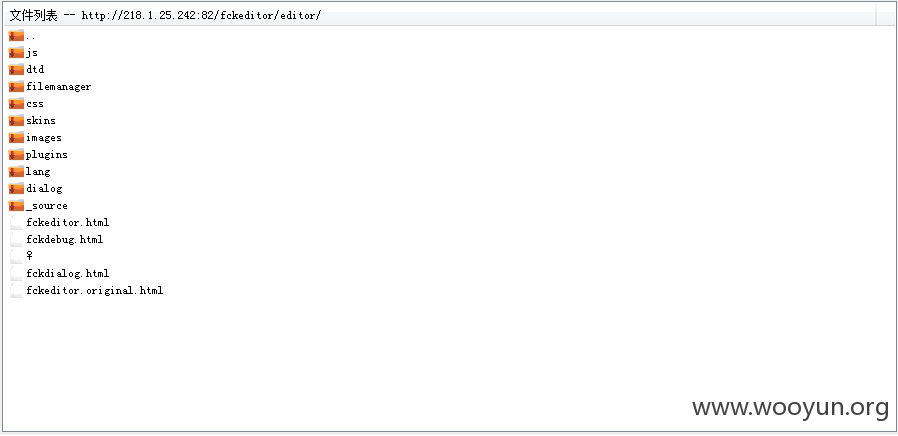 文件列表 -- http://218.1.25.242:82/fckeditor/editor/
..
js
dtd
filemanager
css
skins
images
plugins
lang
dialog
_source
fckeditor.html
fckdebug.html
♀
fckdialog.html
fckeditor.original.html
www.wooyun.org